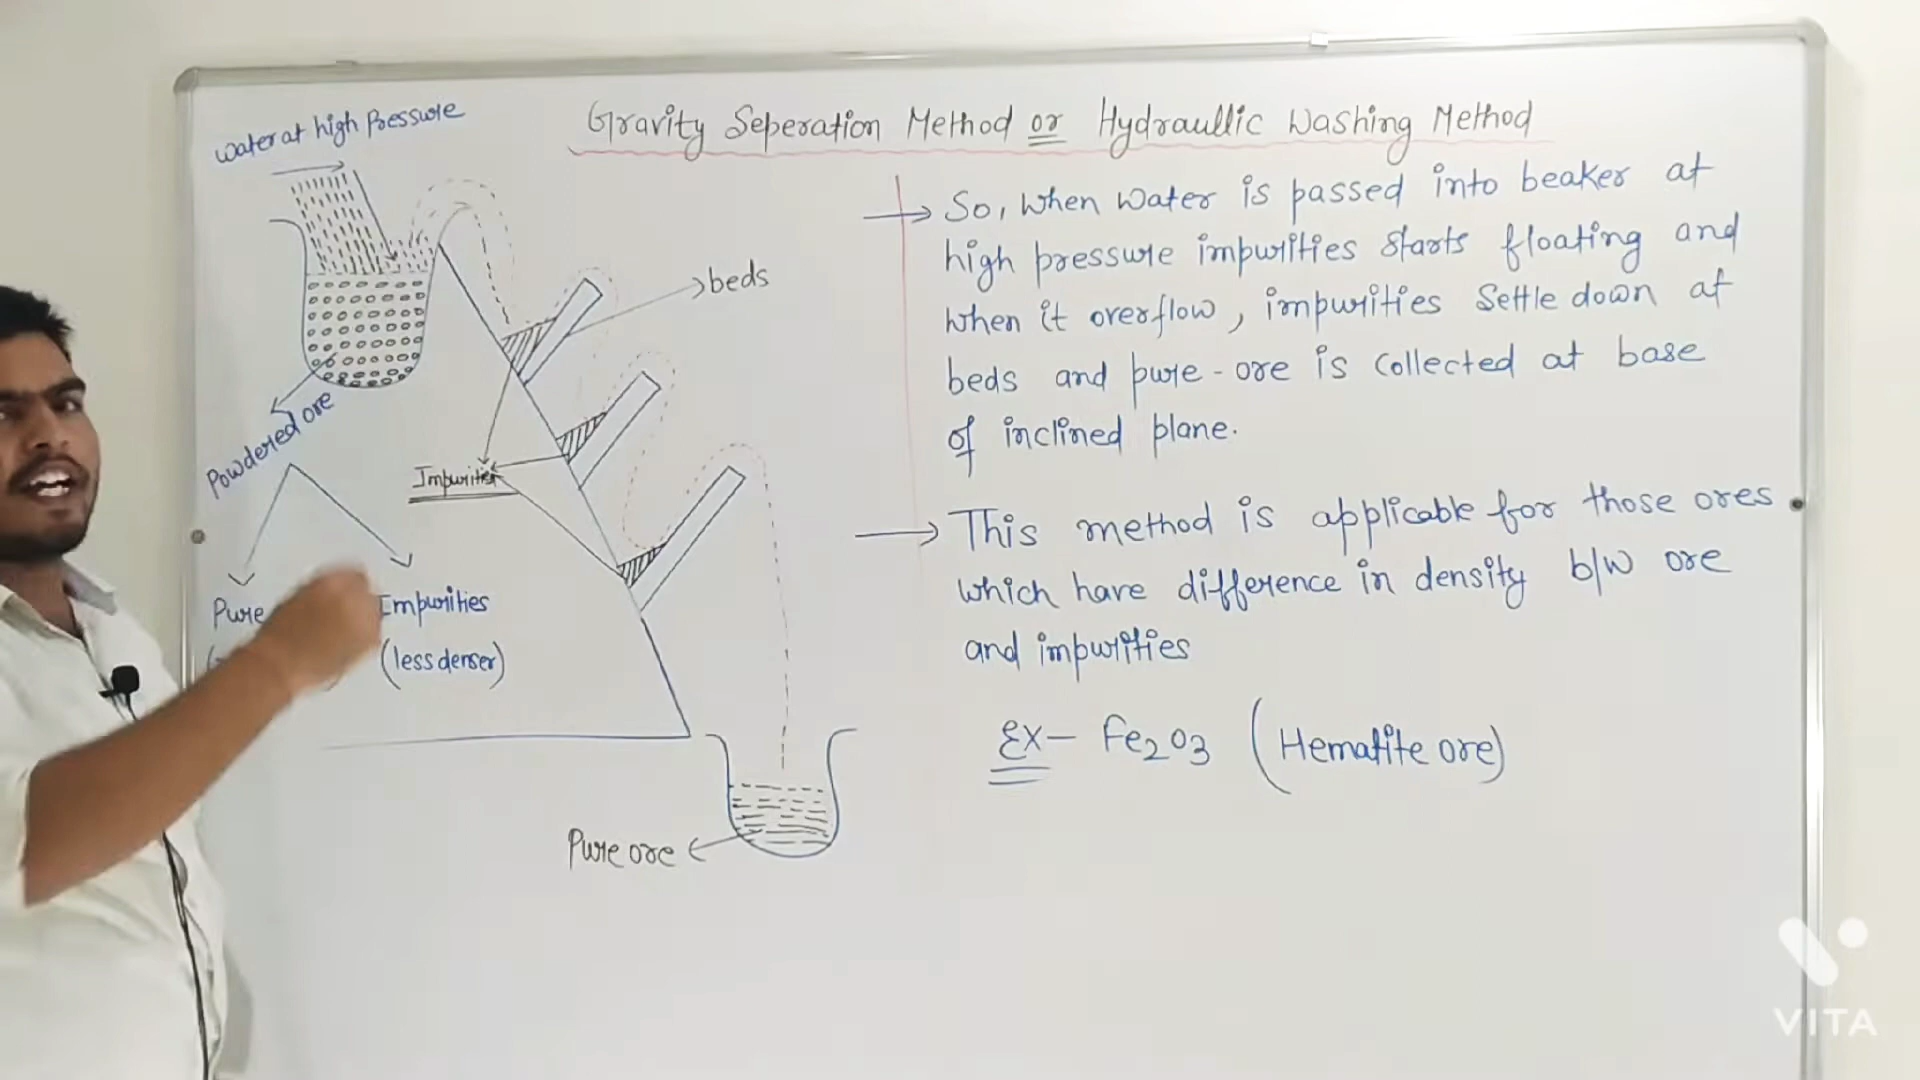 Gravity Seperation Method or Hydraullic Washing Method
water at high Pressure
beds
Powdered ore
Impurities
Pure
Impurities
(less denser)
Pure ore
So, when water is passed into beaker at
high pressure impurities starts floating and
when it overflow, impurities settle down at
beds and pure-ore is collected at base
of inclined plane.
This method is applicable for those ores
which have difference in density b/w ore
and impurities
Ex- Fe2O3 (Hematite ore)
VITA